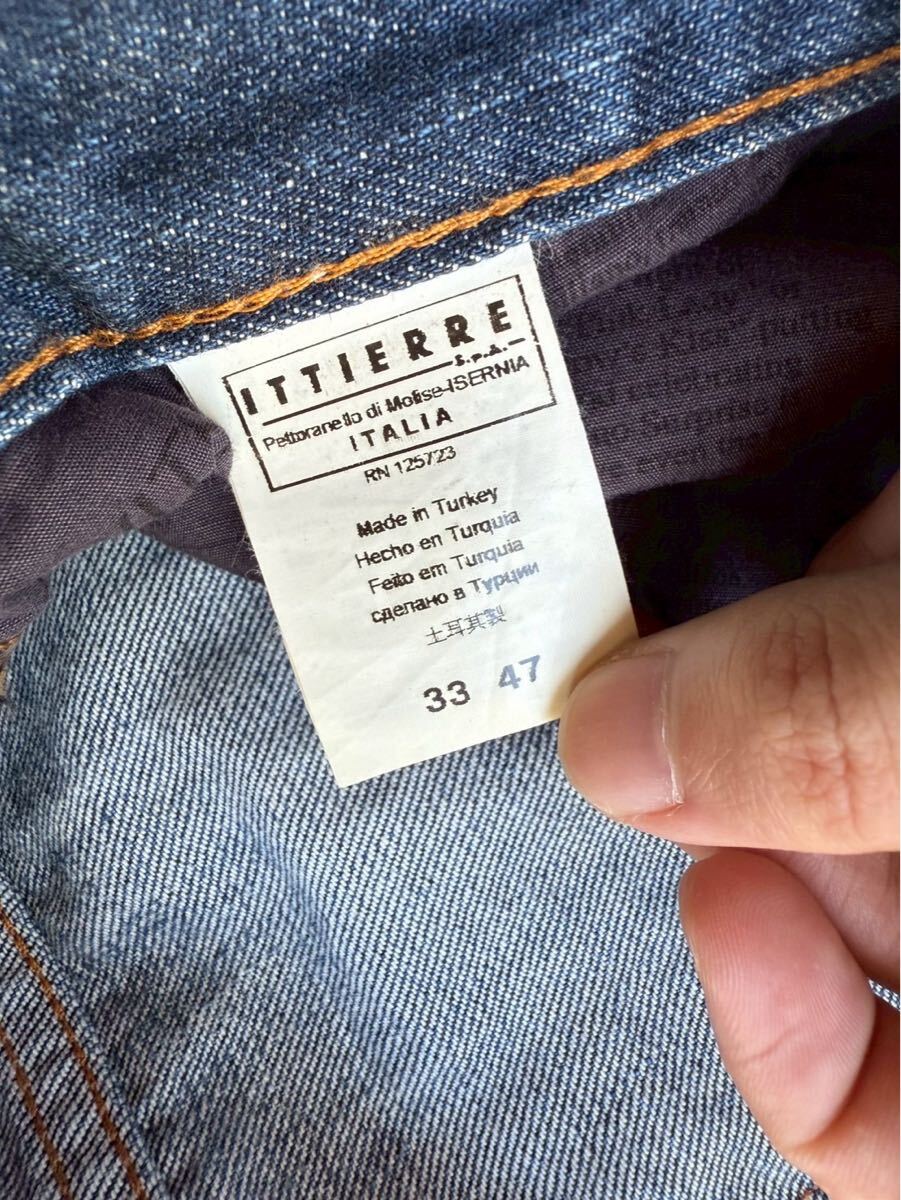 ITTIERRE
S.p.A.
Pettoranello di Molise-ISERNIA
ITALIA
RN 125723
Made in Turkey
Hecho en Turquia
Feito em Turquia
сделано в Турции
土耳其製
33 47